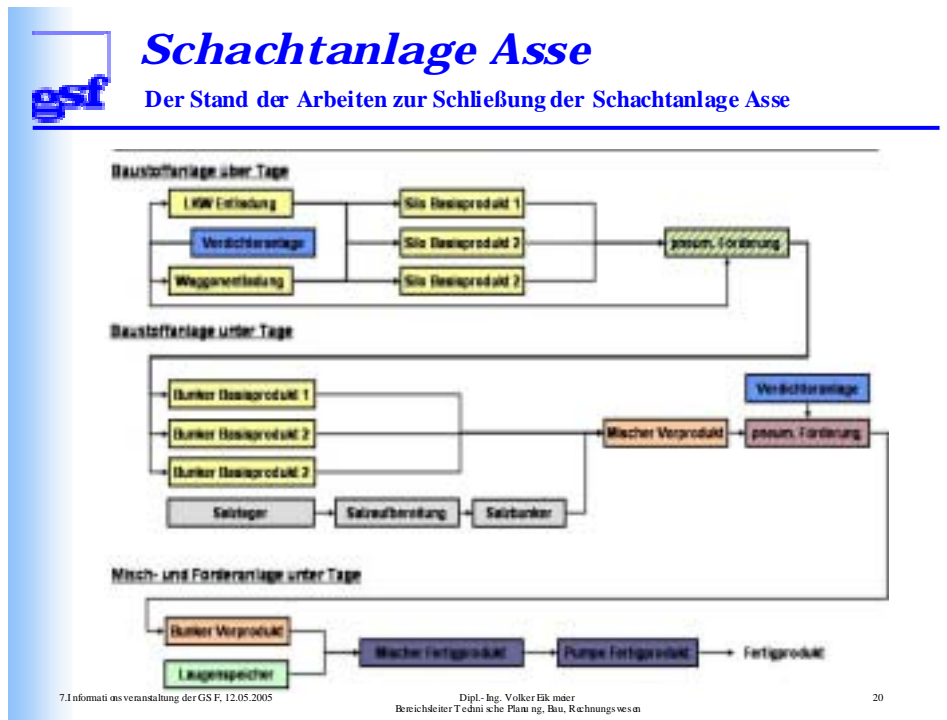 gsf
Schachtanlage Asse
Der Stand der Arbeiten zur Schließung der Schachtanlage Asse
Baustoffanlage über Tage
LKW Entladung
Silo Basisprodukt 1
Verdichteranlage
Silo Basisprodukt 2
pneum. Förderung
Waggonentladung
Silo Basisprodukt
Baustoffanlage unter Tage
Verdichteranlage
Bunker Basisprodukt 1
Bunker Basisprodukt 2
Mischer Vorprodukt
pneum. Förderung
Bunker Basisprodukt
Salzlager
Salzaufbereitung
Salzbunker
Misch- und Förderanlage unter Tage
Bunker Vorprodukt
Mischer Fertigprodukt
Pumpe Fertigprodukt
Fertigprodukt
Laugenspeicher
7.Informationsveranstaltung der GSF, 12.05.2005
Dipl.-Ing. Volker Eikmeier
20
Bereichsleiter Technische Planung, Bau, Rechnungswesen